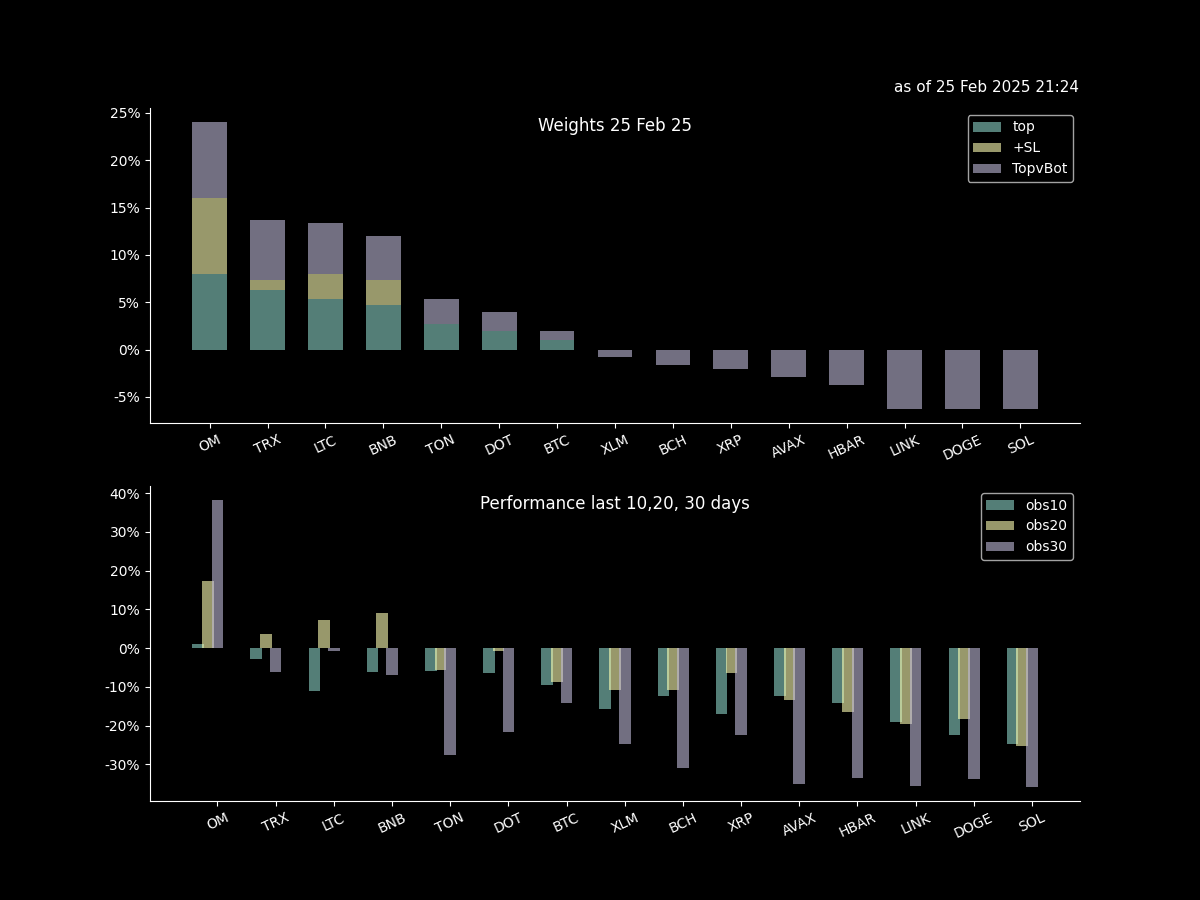 as of 25 Feb 2025 21:24
Weights 25 Feb 25
top
+SL
TopvBot
25%
20%
15%
10%
5%
0%
-5%
OM TRX LTC BNB TON DOT BTC XLM BCH XRP AVAX HBAR LINK DOGE SOL
Performance last 10,20, 30 days
obs10
obs20
obs30
40%
30%
20%
10%
0%
-10%
-20%
-30%
OM TRX LTC BNB TON DOT BTC XLM BCH XRP AVAX HBAR LINK DOGE SOL